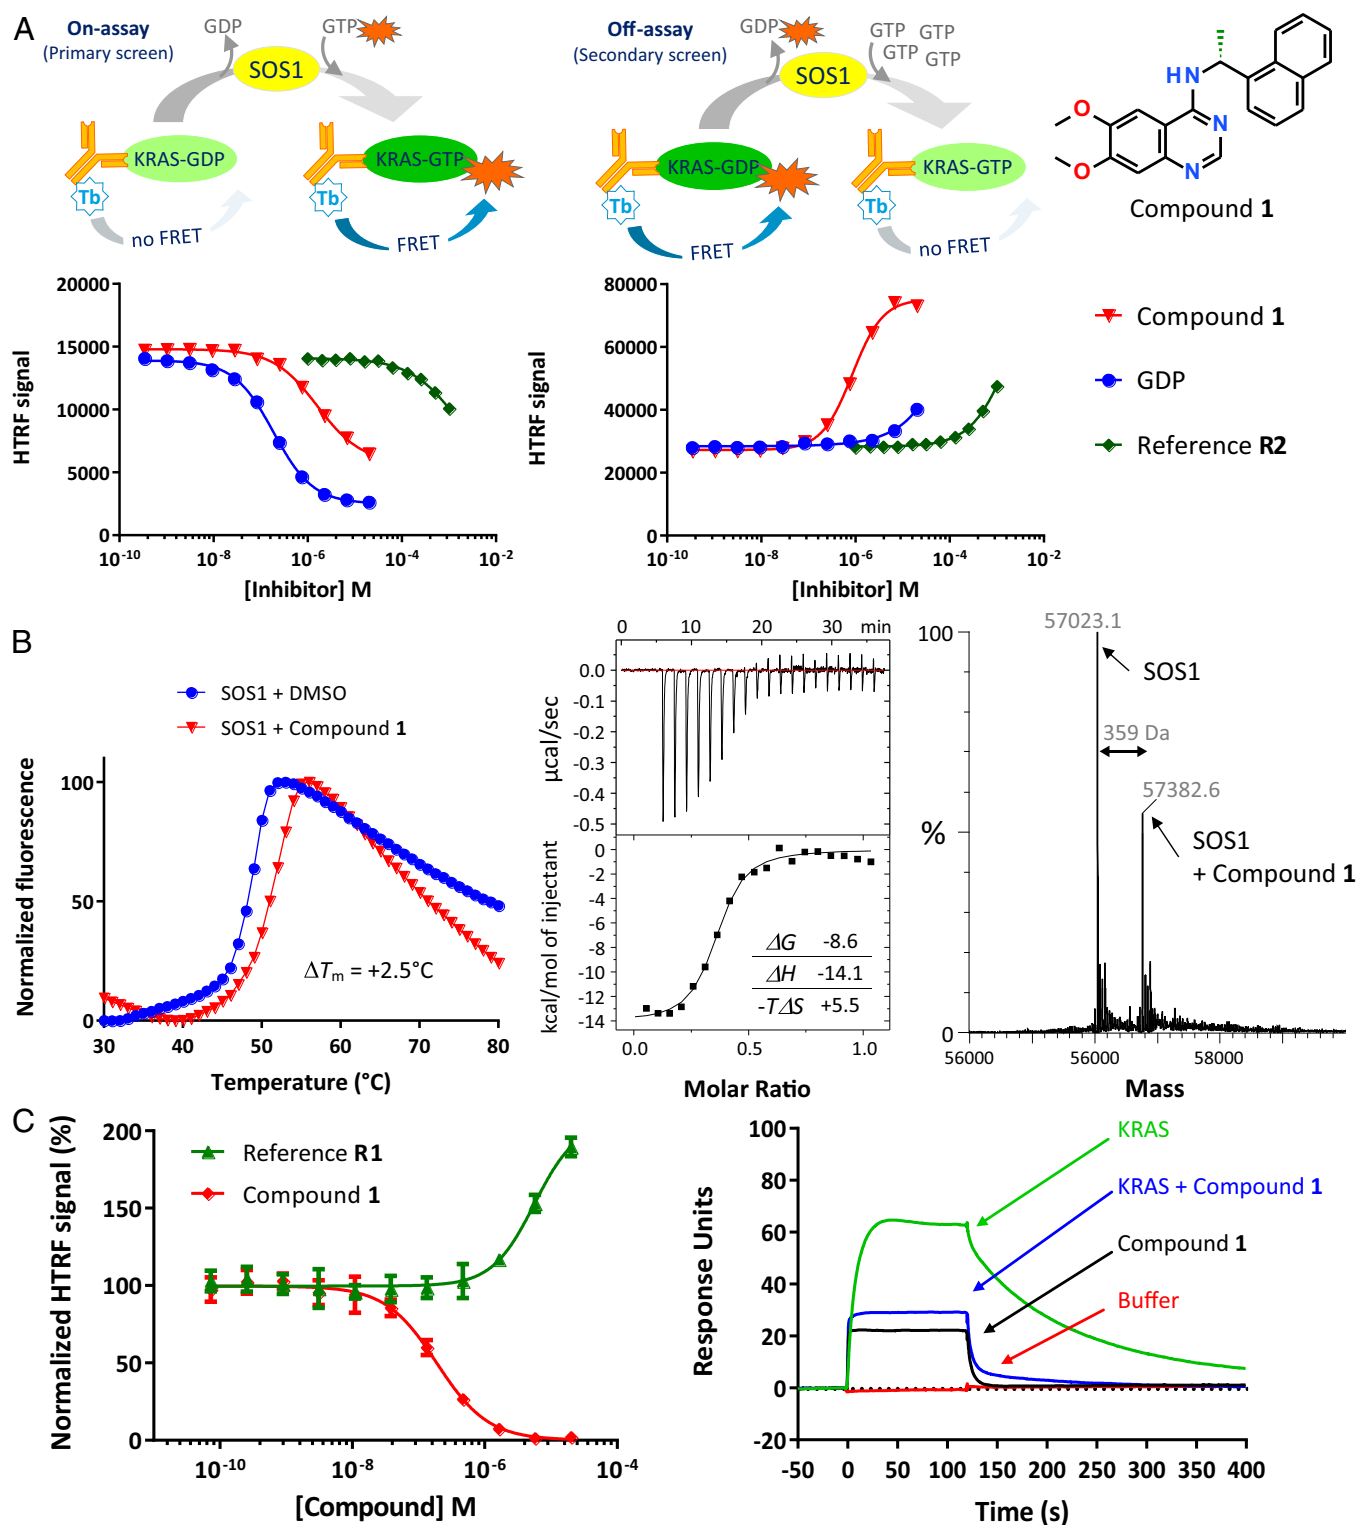 A
On-assay
(Primary screen)
GDP
GTP
SOS1
KRAS-GDP
KRAS-GTP
Tb
Tb
no FRET
FRET
Off-assay
(Secondary screen)
GDP
GTP
GTP
GTP
GTP
SOS1
KRAS-GDP
KRAS-GTP
Tb
Tb
FRET
no FRET
HN
N
N
O
O
Compound 1
20000
15000
10000
5000
0
HTRF signal
10-10
10-8
10-6
10-4
10-2
[Inhibitor] M
80000
60000
40000
20000
0
HTRF signal
10-10
10-8
10-6
10-4
10-2
[Inhibitor] M
Compound 1
GDP
Reference R2
B
SOS1 + DMSO
SOS1 + Compound 1
Normalized fluorescence
100
50
0
ΔTm = +2.5°C
30 40 50 60 70 80
Temperature (°C)
0 10 20 30 min
0.0
-0.1
-0.2
-0.3
-0.4
-0.5
µcal/sec
0
-2
-4
-6
-8
-10
-12
-14
kcal/mol of injectant
ΔG -8.6
ΔH -14.1
-TΔS +5.5
0.0 0.5 1.0
Molar Ratio
100
%
0
57023.1
SOS1
359 Da
57382.6
SOS1
+ Compound 1
56000 56000 58000
Mass
C
Normalized HTRF signal (%)
200
150
100
50
0
Reference R1
Compound 1
10-10
10-8
10-6
10-4
[Compound] M
Response Units
100
80
60
40
20
0
-20
KRAS
KRAS + Compound 1
Compound 1
Buffer
-50 0 50 100 150 200 250 300 350 400
Time (s)